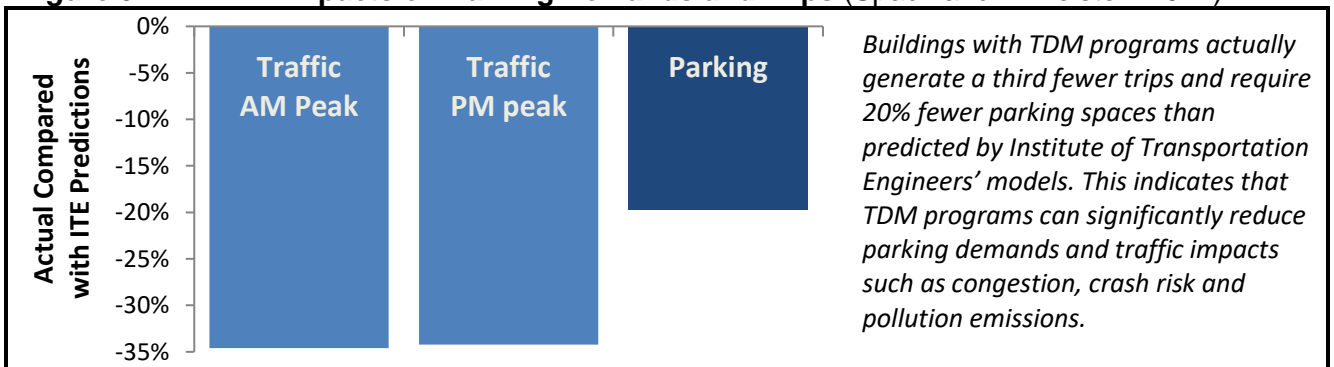 0%
-5%
-10%
-15%
-20%
-25%
-30%
-35%
Actual Compared
with ITE Predictions
Traffic
AM Peak
Traffic
PM peak
Parking
Buildings with TDM programs actually
generate a third fewer trips and require
20% fewer parking spaces than
predicted by Institute of Transportation
Engineers’ models. This indicates that
TDM programs can significantly reduce
parking demands and traffic impacts
such as congestion, crash risk and
pollution emissions.